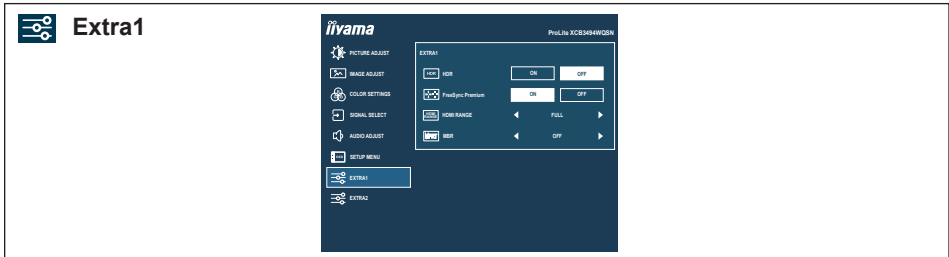 Extra1
iiyama
ProLite XCB3494WQSN
PICTURE ADJUST
IMAGE ADJUST
COLOR SETTINGS
SIGNAL SELECT
AUDIO ADJUST
SETUP MENU
EXTRA1
EXTRA2
EXTRA1
HDR HDR ON OFF
FreeSync Premium ON OFF
HDMI RANGE FULL
MBR OFF